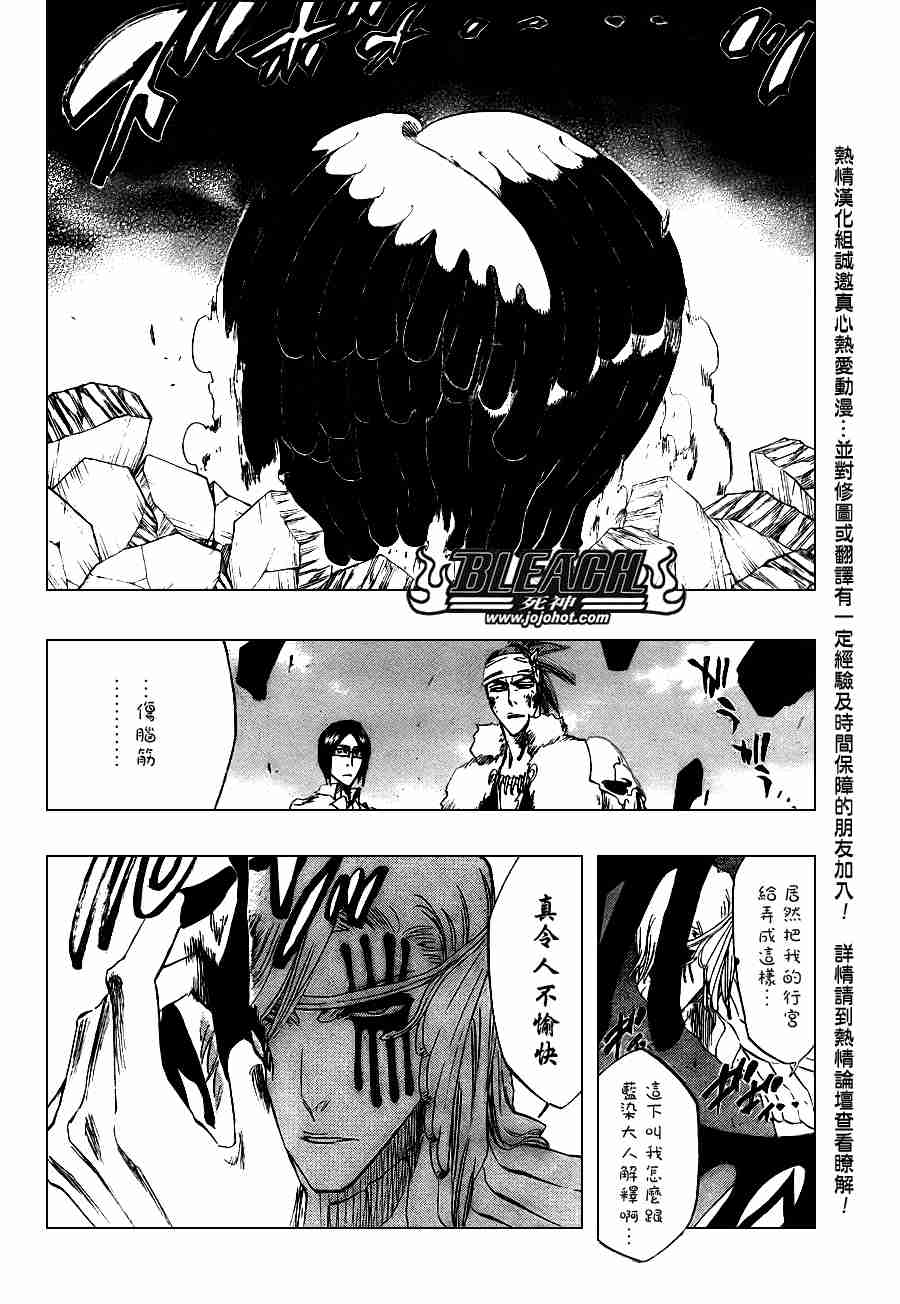 BLEACH
死神
www.jojohot.com
…傷腦筋
………
居然把我的行宮
給弄成這樣…
這下叫我怎麼跟
藍染大人解釋啊…
真令人不愉快
熱情漢化組誠邀真心熱愛動漫…並對修圖或翻譯有一定經驗及時間保障的朋友加入！ 詳情請到熱情論壇查看瞭解！